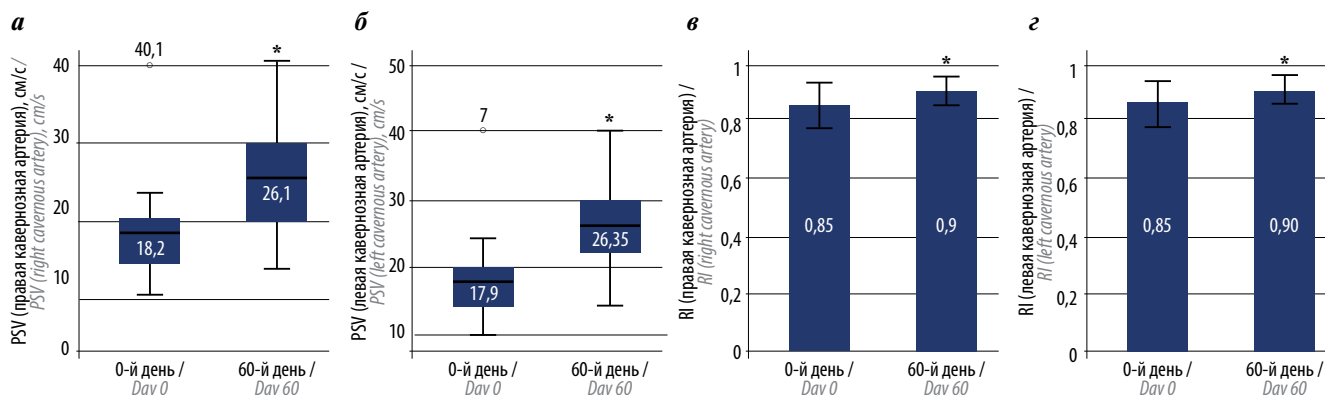 а
PSV (правая кавернозная артерия), см/с /
PSV (right cavernous artery), cm/s
40
30
20
10
0
40,1
*
18,2
26,1
0-й день /
Day 0
60-й день /
Day 60
б
PSV (левая кавернозная артерия), см/с /
PSV (left cavernous artery), cm/s
50
40
30
20
10
7
*
17,9
26,35
0-й день /
Day 0
60-й день /
Day 60
в
RI (правая кавернозная артерия) /
RI (right cavernous artery)
1
0,8
0,6
0,4
0,2
0
*
0,85
0,9
0-й день /
Day 0
60-й день /
Day 60
г
RI (левая кавернозная артерия) /
RI (left cavernous artery)
1
0,8
0,6
0,4
0,2
0
*
0,85
0,90
0-й день /
Day 0
60-й день /
Day 60